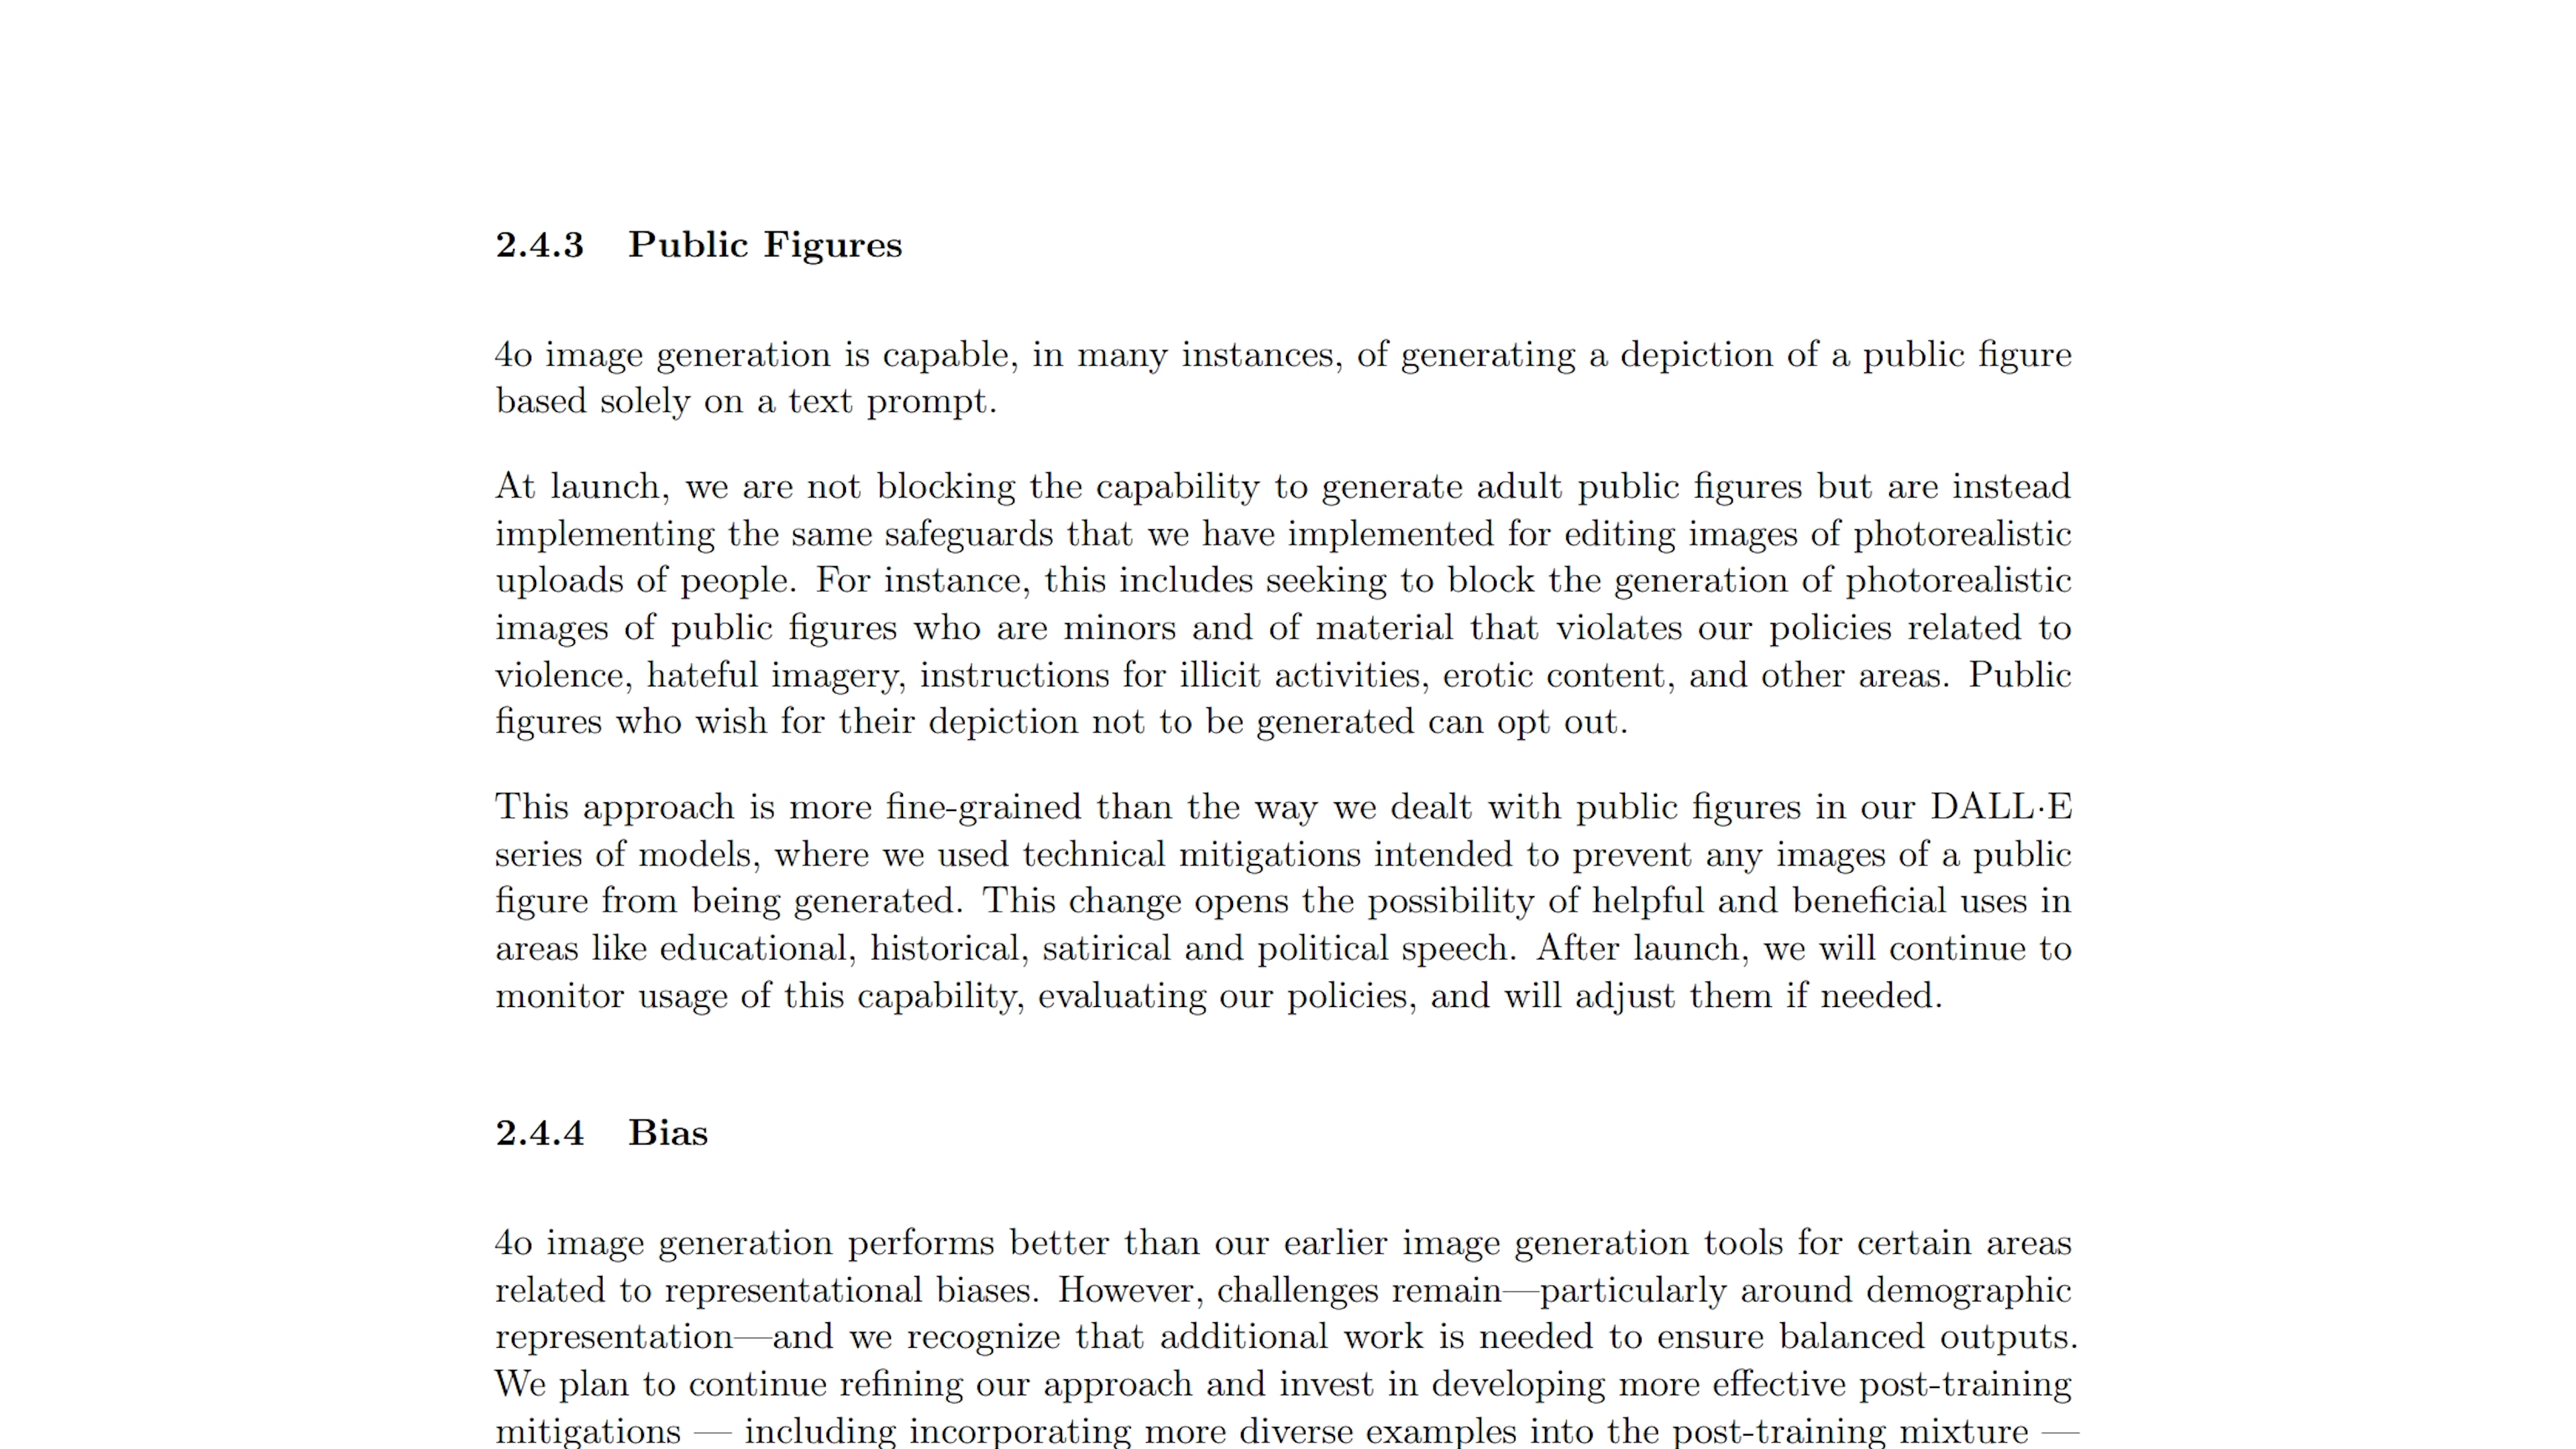 2.4.3 Public Figures
4o image generation is capable, in many instances, of generating a depiction of a public figure
based solely on a text prompt.
At launch, we are not blocking the capability to generate adult public figures but are instead
implementing the same safeguards that we have implemented for editing images of photorealistic
uploads of people. For instance, this includes seeking to block the generation of photorealistic
images of public figures who are minors and of material that violates our policies related to
violence, hateful imagery, instructions for illicit activities, erotic content, and other areas. Public
figures who wish for their depiction not to be generated can opt out.
This approach is more fine-grained than the way we dealt with public figures in our DALL·E
series of models, where we used technical mitigations intended to prevent any images of a public
figure from being generated. This change opens the possibility of helpful and beneficial uses in
areas like educational, historical, satirical and political speech. After launch, we will continue to
monitor usage of this capability, evaluating our policies, and will adjust them if needed.
2.4.4 Bias
4o image generation performs better than our earlier image generation tools for certain areas
related to representational biases. However, challenges remain—particularly around demographic
representation—and we recognize that additional work is needed to ensure balanced outputs.
We plan to continue refining our approach and invest in developing more effective post-training
mitigations — including incorporating more diverse examples into the post-training mixture —